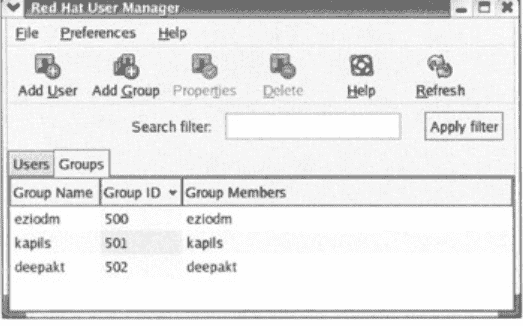 Red Hat User Manager
File Preferences Help
Add User Add Group Properties Delete Help Refresh
Search filter: Apply filter
Users Groups
Group Name Group ID Group Members
eziodm 500 eziodm
kapils 501 kapils
deepakt 502 deepakt